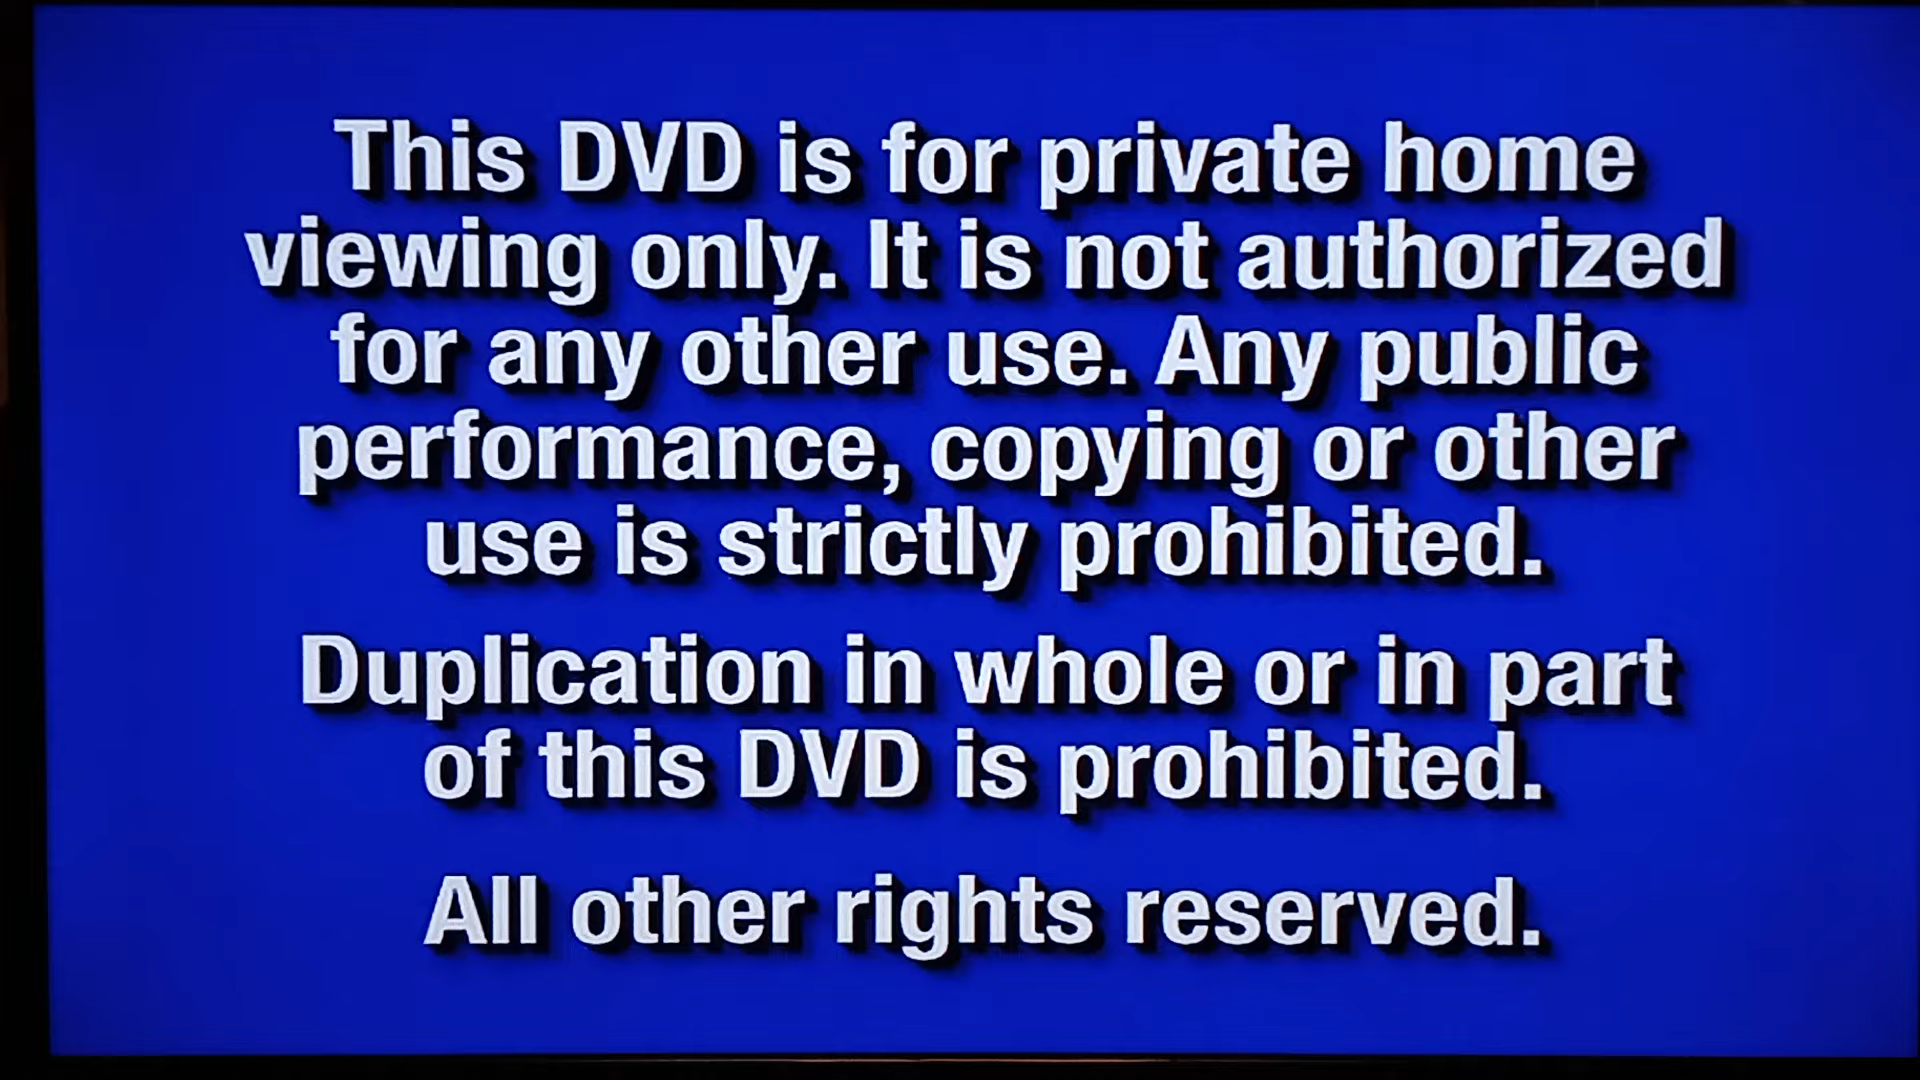 This DVD is for private home
viewing only. It is not authorized
for any other use. Any public
performance, copying or other
use is strictly prohibited.
Duplication in whole or in part
of this DVD is prohibited.
All other rights reserved.